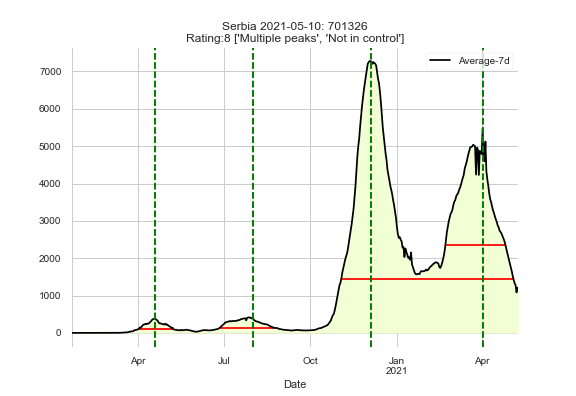 Serbia 2021-05-10: 701326
Rating:8 ['Multiple peaks', 'Not in control']
Average-7d
7000
6000
5000
4000
3000
2000
1000
0
Apr
Jul
Oct
Jan
2021
Apr
Date